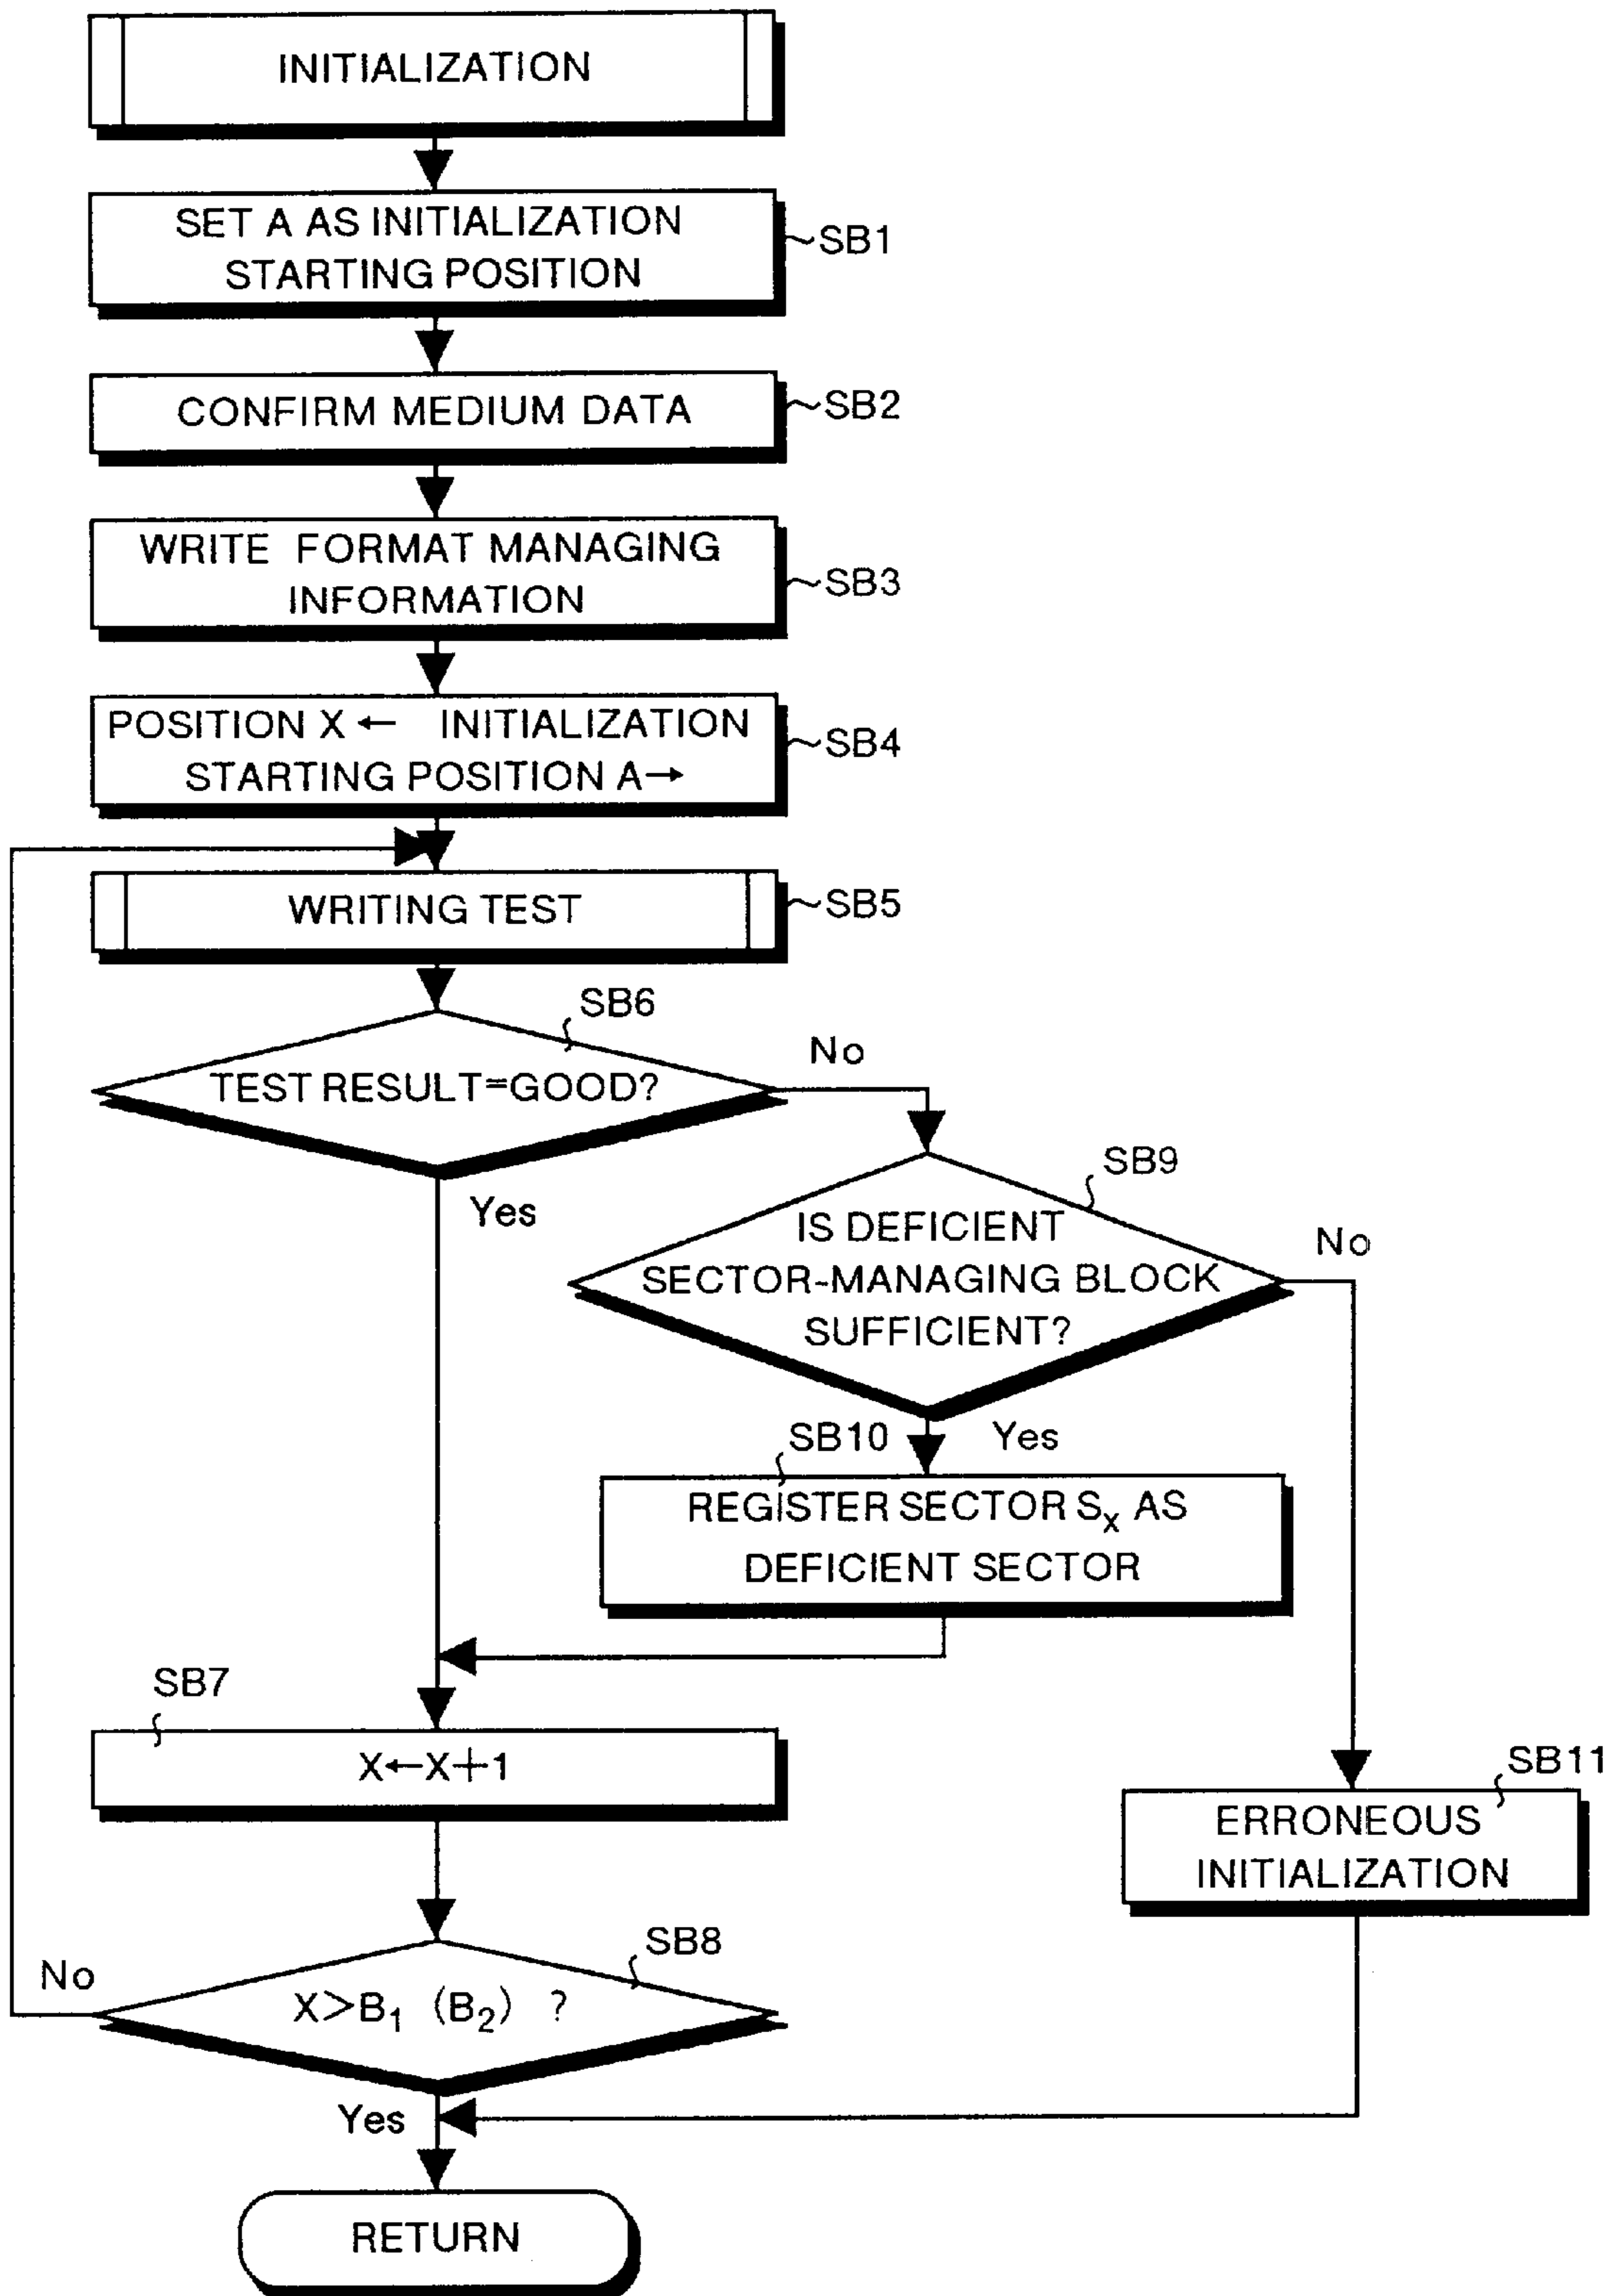 INITIALIZATION
SET A AS INITIALIZATION
STARTING POSITION
SB1
CONFIRM MEDIUM DATA
SB2
WRITE FORMAT MANAGING
INFORMATION
SB3
POSITION X ← INITIALIZATION
STARTING POSITION A→
SB4
WRITING TEST
SB5
SB6
TEST RESULT=GOOD?
No
Yes
SB9
IS DEFICIENT
SECTOR-MANAGING BLOCK
SUFFICIENT?
No
Yes
SB10
REGISTER SECTOR Sx AS
DEFICIENT SECTOR
SB7
X←X+1
SB11
ERRONEOUS
INITIALIZATION
SB8
X>B1 (B2) ?
No
Yes
RETURN